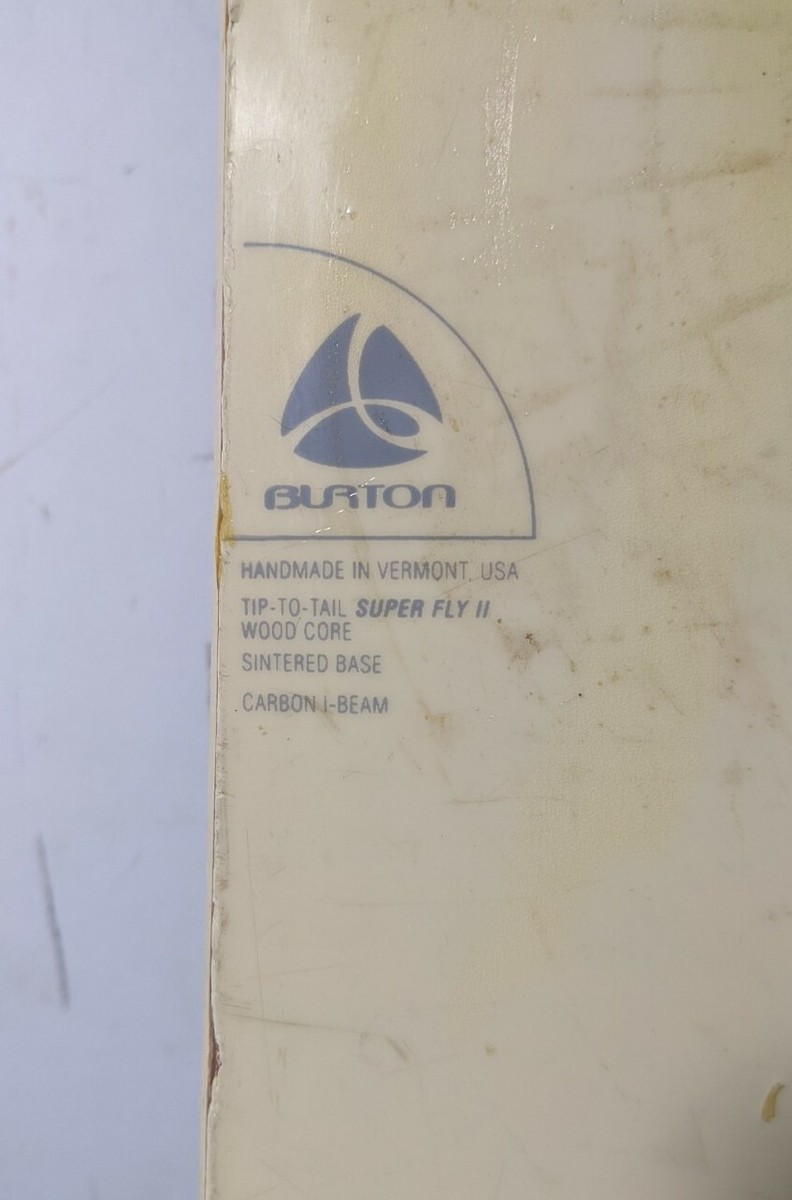 BURTON
HANDMADE IN VERMONT, USA
TIP-TO-TAIL SUPER FLY II
WOOD CORE
SINTERED BASE
CARBON I-BEAM